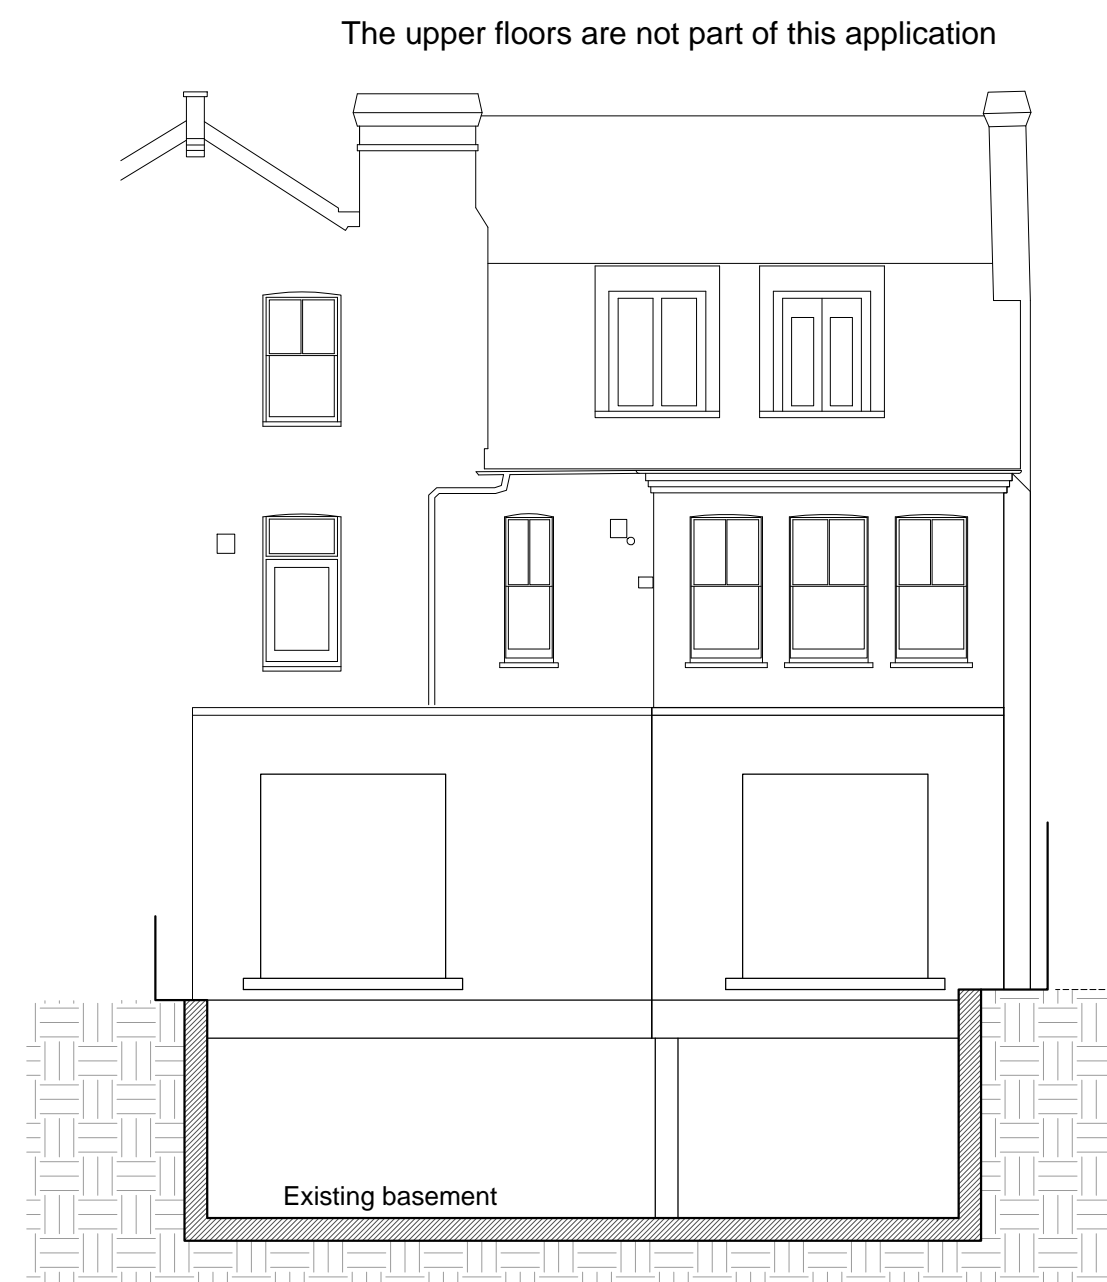 The upper floors are not part of this application
Existing basement